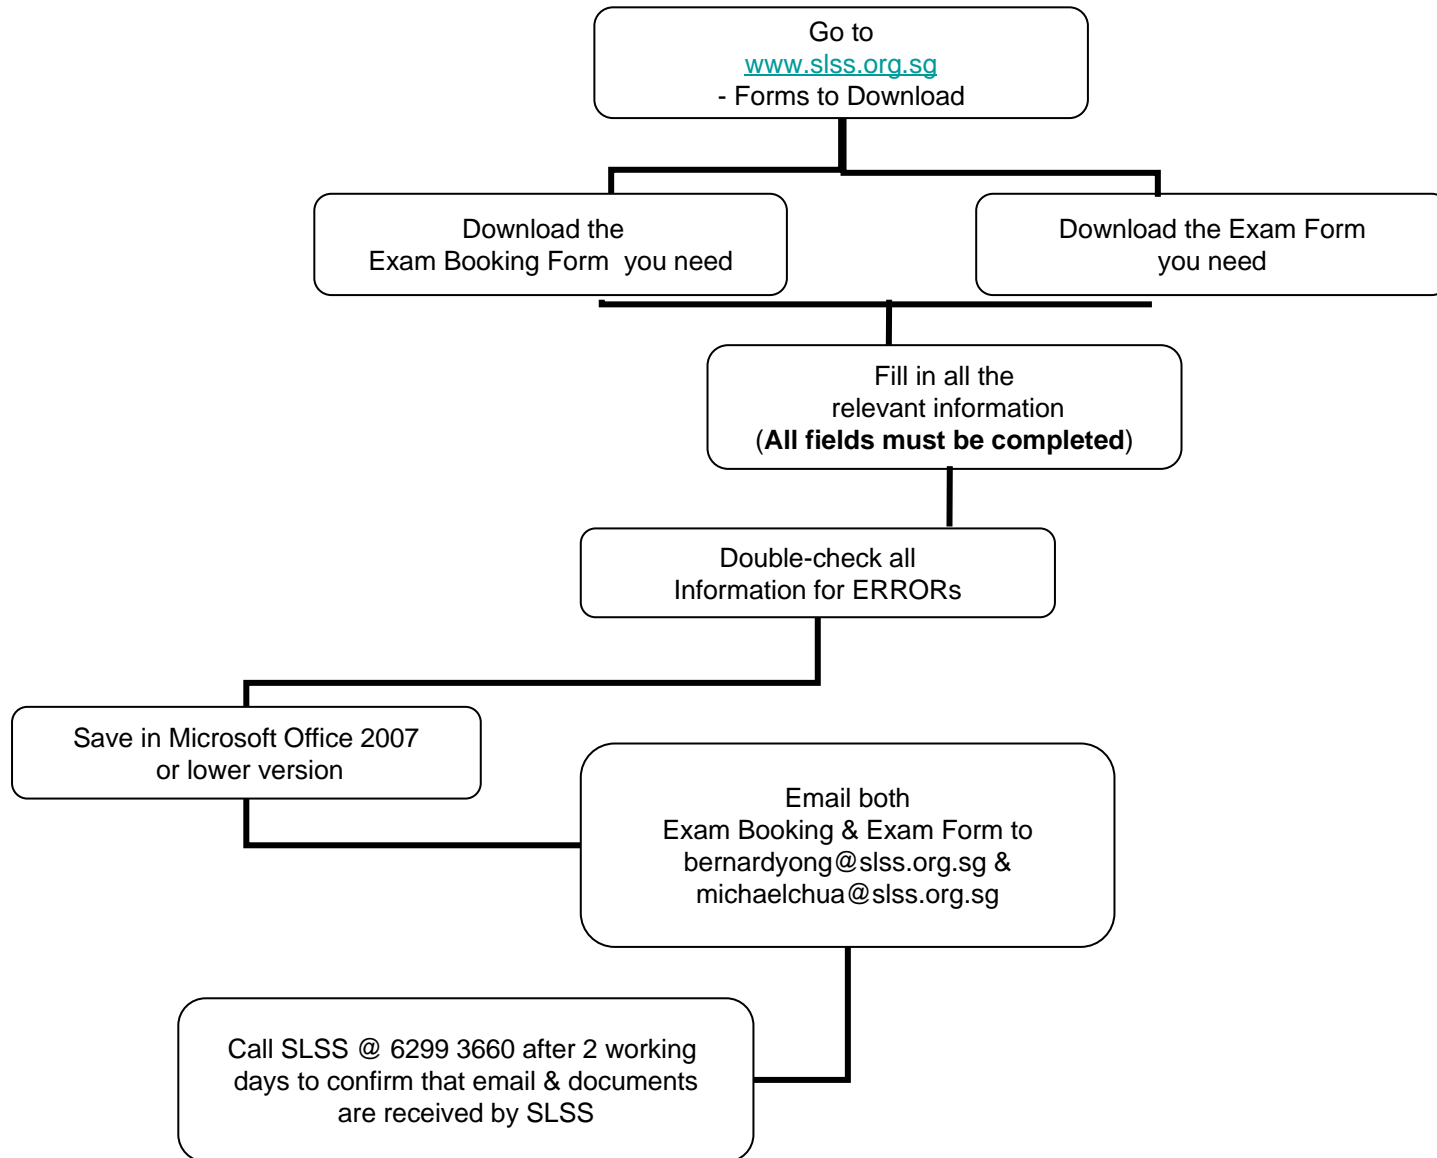 Go to
www.slss.org.sg
- Forms to Download
Download the
Exam Booking Form  you need
Download the Exam Form
you need
Fill in all the
relevant information
(All fields must be completed)
Double-check all
Information for ERRORs
Save in Microsoft Office 2007
or lower version
Email both
Exam Booking & Exam Form to
bernardyong@slss.org.sg &
michaelchua@slss.org.sg
Call SLSS @ 6299 3660 after 2 working
days to confirm that email & documents
are received by SLSS